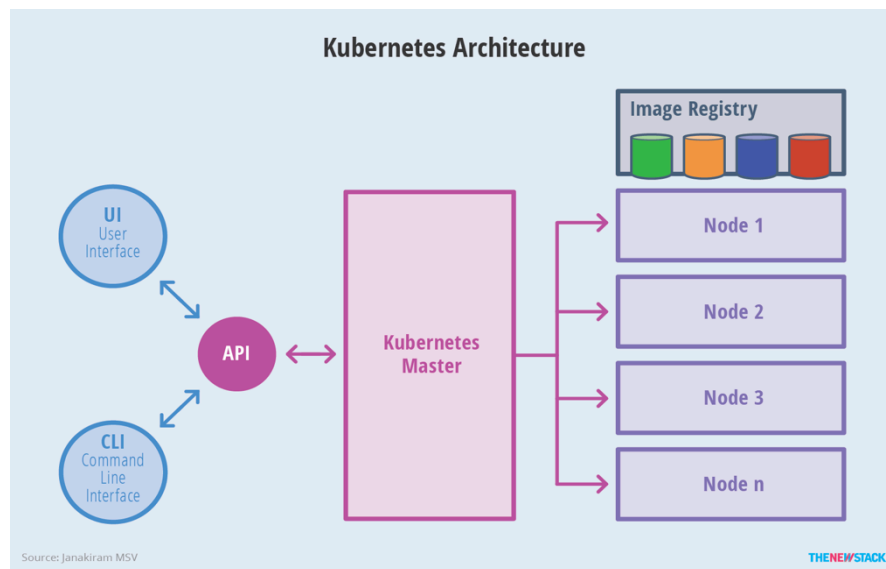 Kubernetes Architecture
Image Registry
UI
User
Interface
Node 1
Node 2
API
Kubernetes
Master
Node 3
CLI
Command
Line
Interface
Node n
Source: Janakiram MSV
THENEWSTACK